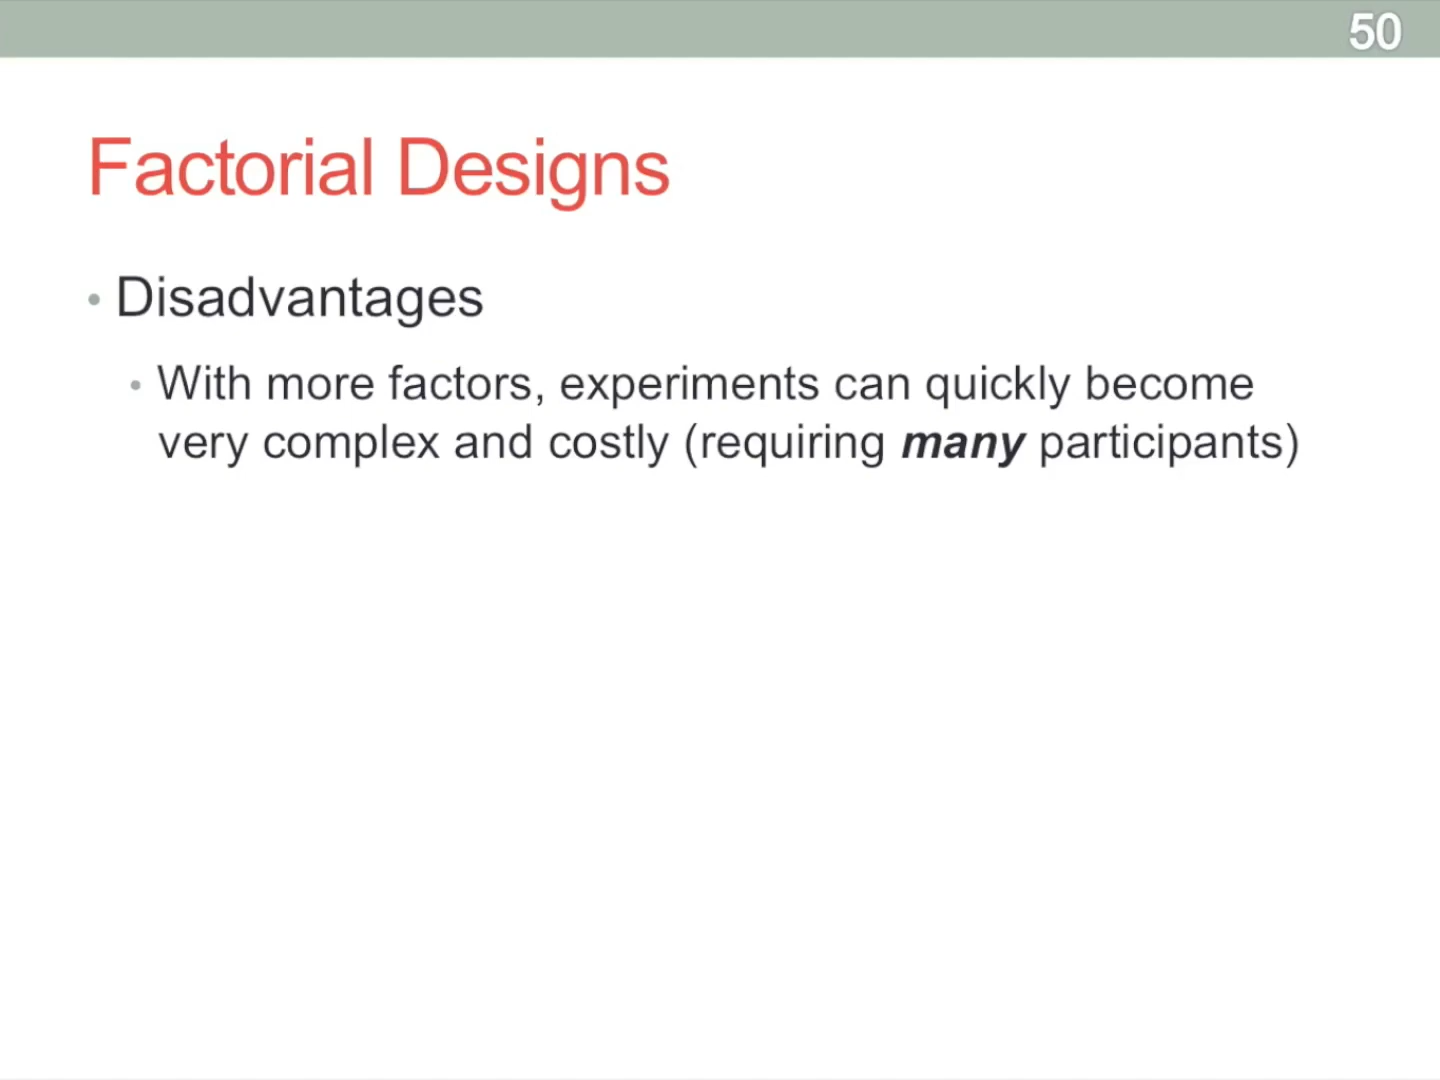 50
Factorial Designs
• Disadvantages
• With more factors, experiments can quickly become
very complex and costly (requiring many participants)